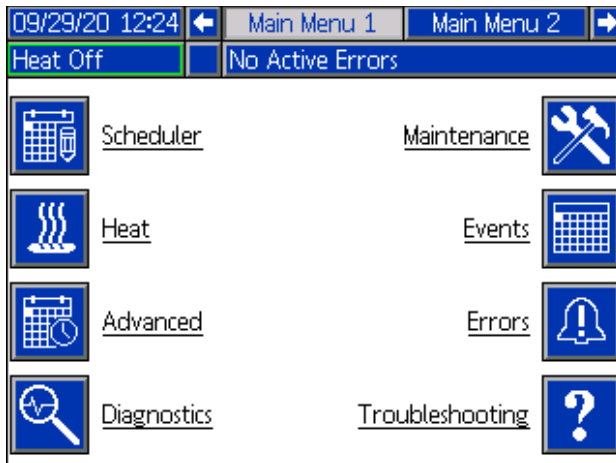 09/29/20 12:24 Main Menu 1 Main Menu 2
Heat Off No Active Errors
Scheduler Maintenance
Heat Events
Advanced Errors
Diagnostics Troubleshooting